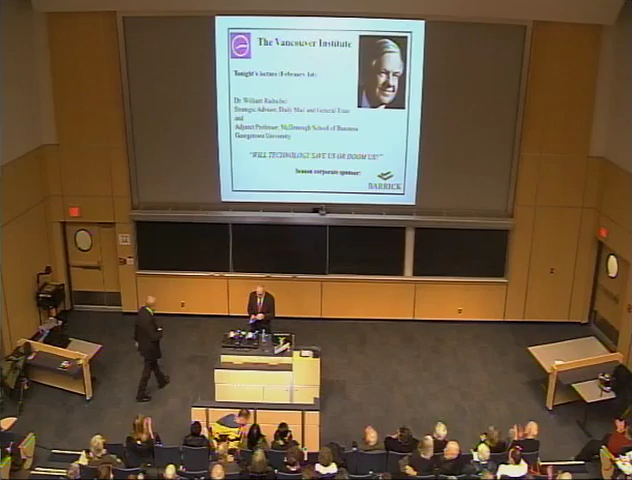 The Vancouver Institute
Tonight's lecture (February 1st)
Dr. William
Strategic Advisor, Daily Mail and General Trust
and
Adjunct Professor, McDonough School of Business
Georgetown University
"WILL TECHNOLOGY SAVE US OR DOOM US?"
Season corporate sponsor:
BARRICK